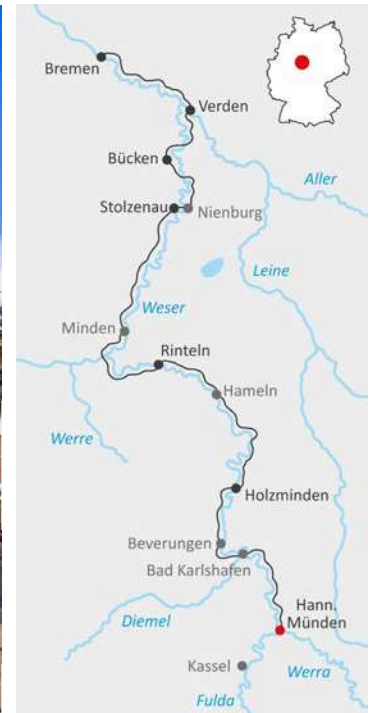 Bremen
Verden
Bücken
Aller
Stolzenau
Nienburg
Leine
Weser
Minden
Rinteln
Hameln
Werre
Holzminden
Beverungen
Bad Karlshafen
Hann.
Münden
Diemel
Kassel
Werra
Fulda